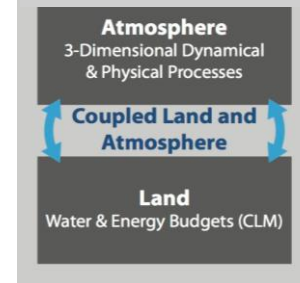 Atmosphere
3-Dimensional Dynamical
& Physical Processes
Coupled Land and
Atmosphere
Land
Water & Energy Budgets (CLM)